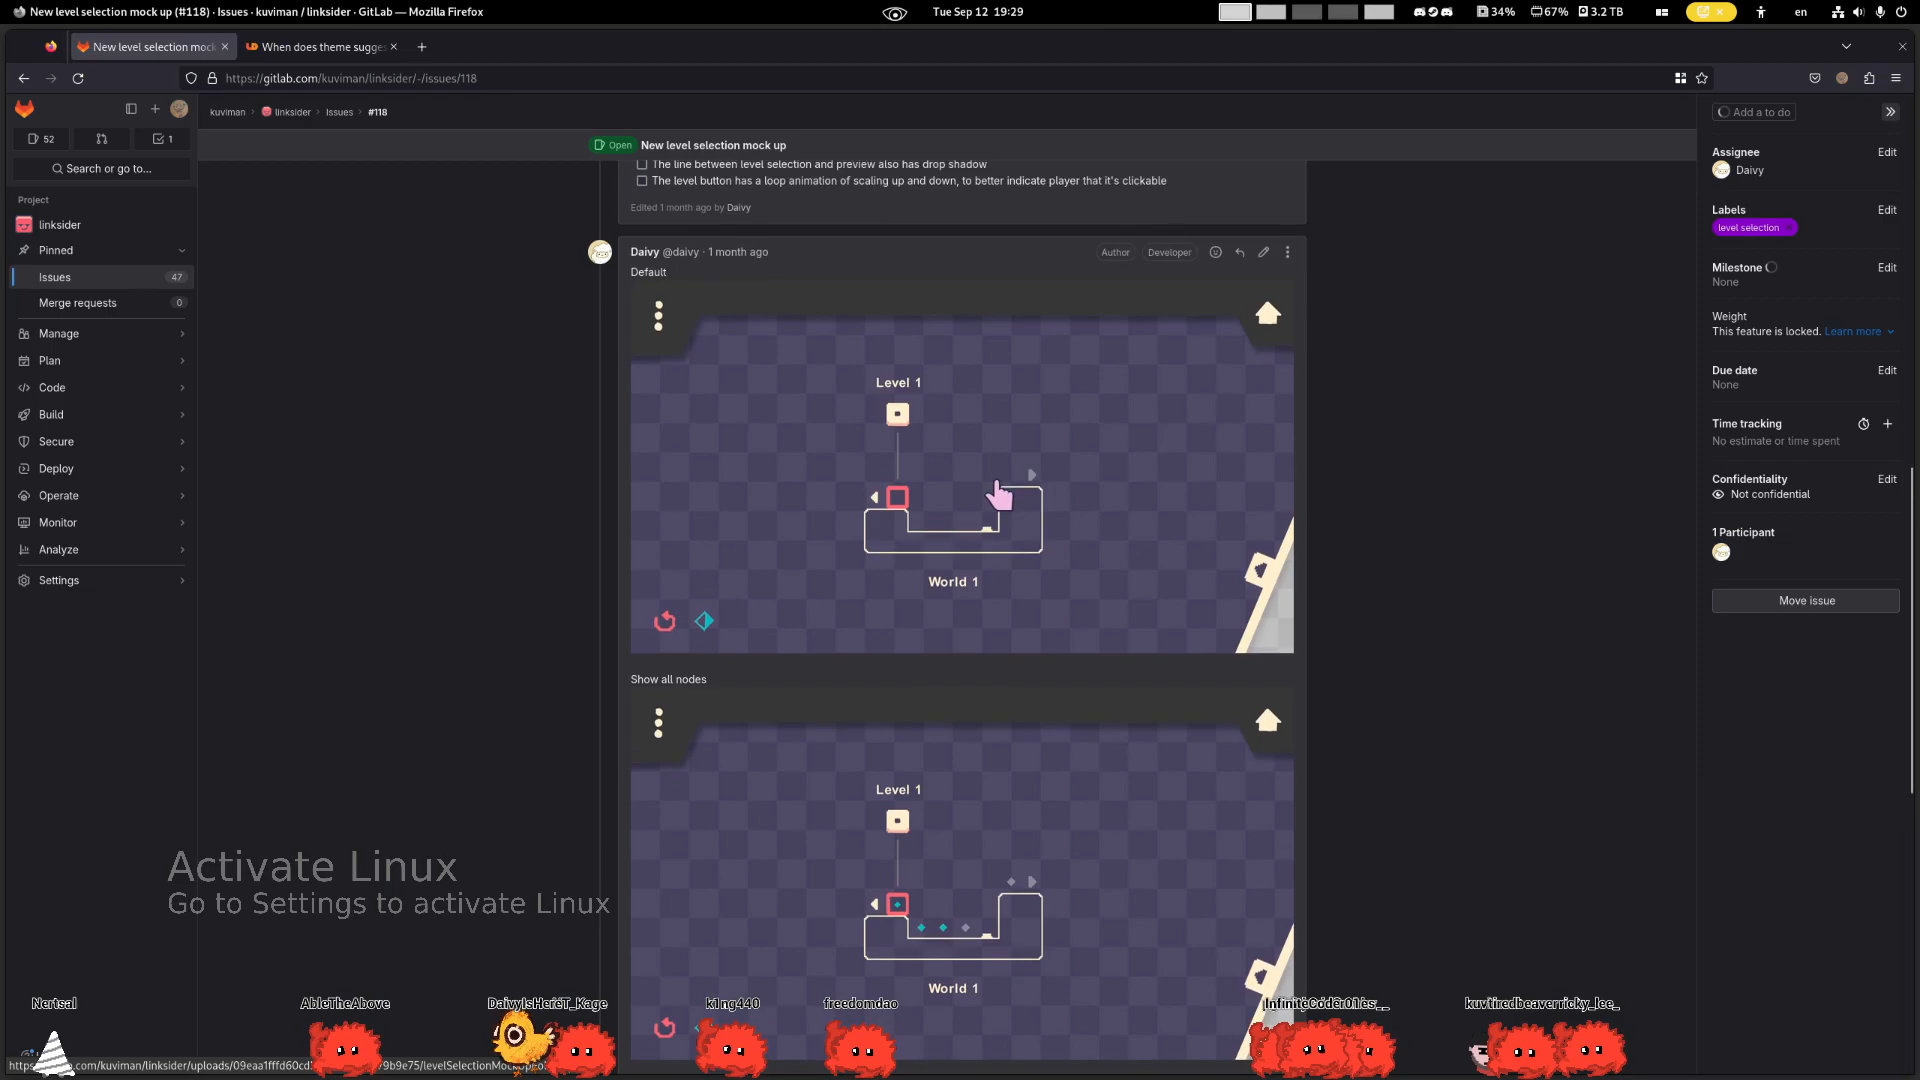 New level selection mock up (#118) · Issues · kuviman / linksider · GitLab — Mozilla Firefox
Tue Sep 12 19:29
34%
67%
3.2 TB
en
New level selection mock
When does theme sugges
https://gitlab.com/kuviman/linksider/-/issues/118
kuviman
linksider
Issues
#118
Add a to do
52
1
Open
New level selection mock up
Search or go to...
The line between level selection and preview also has drop shadow
The level button has a loop animation of scaling up and down, to better indicate player that it's clickable
Edited 1 month ago by Daivy
Project
linksider
Pinned
Issues
47
Merge requests
0
Manage
Plan
Code
Build
Secure
Deploy
Operate
Monitor
Analyze
Settings
Daivy @daivy · 1 month ago
Author
Developer
Default
Level 1
World 1
Show all nodes
Level 1
World 1
Assignee
Edit
Daivy
Labels
Edit
level selection
Milestone
Edit
None
Weight
This feature is locked. Learn more
Due date
Edit
None
Time tracking
No estimate or time spent
Confidentiality
Edit
Not confidential
1 Participant
Move issue
Activate Linux
Go to Settings to activate Linux
Nertsal
AbleTheAbove
k1ng440
freedomdao